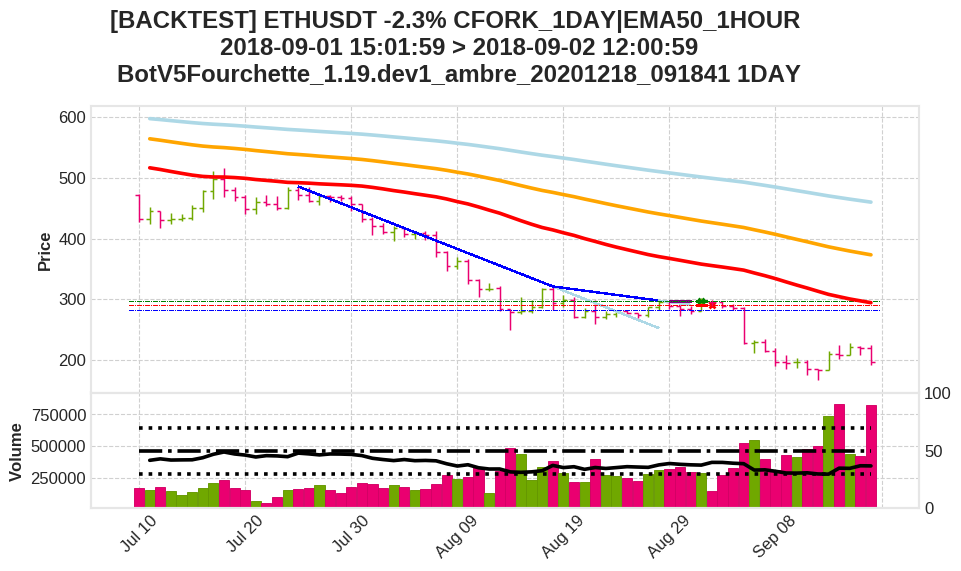 [BACKTEST] ETHUSDT -2.3% CFORK_1DAY|EMA50_1HOUR
2018-09-01 15:01:59 > 2018-09-02 12:00:59
BotV5Fourchette_1.19.dev1_ambre_20201218_091841 1DAY
Price
600
500
400
300
200
Volume
750000
500000
250000
100
50
0
Jul 10
Jul 20
Jul 30
Aug 09
Aug 19
Aug 29
Sep 08